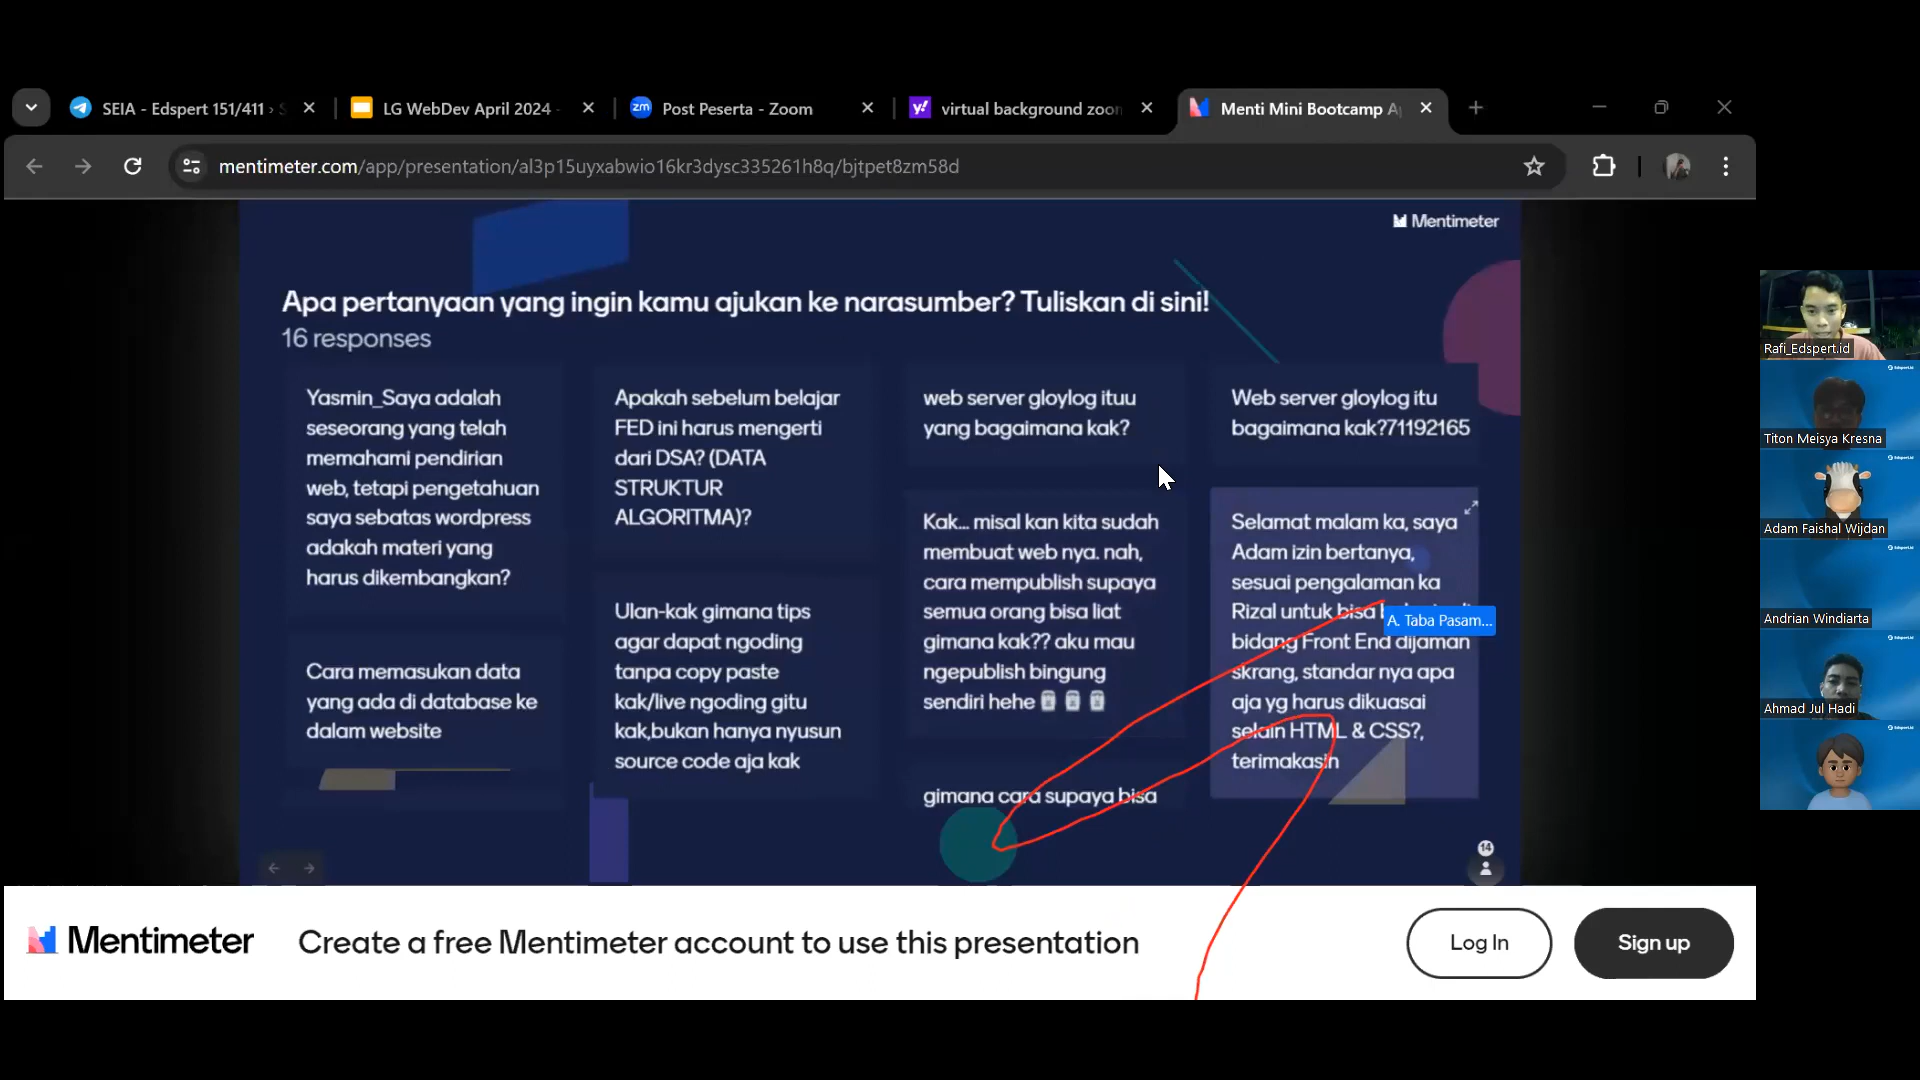 SEIA - Edspert 151/411 ›
LG WebDev April 2024 -
Post Peserta - Zoom
virtual background zoom
Menti Mini Bootcamp A
mentimeter.com/app/presentation/al3p15uyxabwio16kr3dysc335261h8q/bjtpet8zm58d
Mentimeter
Apa pertanyaan yang ingin kamu ajukan ke narasumber? Tuliskan di sini!
16 responses
Yasmin_Saya adalah
seseorang yang telah
memahami pendirian
web, tetapi pengetahuan
saya sebatas wordpress
adakah materi yang
harus dikembangkan?
Cara memasukan data
yang ada di database ke
dalam website
Apakah sebelum belajar
FED ini harus mengerti
dari DSA? (DATA
STRUKTUR
ALGORITMA)?
Ulan-kak gimana tips
agar dapat ngoding
tanpa copy paste
kak/live ngoding gitu
kak,bukan hanya nyusun
source code aja kak
web server gloylog ituu
yang bagaimana kak?
Kak... misal kan kita sudah
membuat web nya. nah,
cara mempublish supaya
semua orang bisa liat
gimana kak?? aku mau
ngepublish bingung
sendiri hehe
gimana cara supaya bisa
Web server gloylog itu
bagaimana kak?71192165
Selamat malam ka, saya
Adam izin bertanya,
sesuai pengalaman ka
Rizal untuk bisa
bidang Front End dijaman
skrang, standar nya apa
aja yg harus dikuasai
selain HTML & CSS?,
terimakasih
A. Taba Pasam...
14
Mentimeter
Create a free Mentimeter account to use this presentation
Log In
Sign up
Rafi_Edspert.id
Titon Meisya Kresna
Adam Faishal Wijdan
Andrian Windiarta
Ahmad Jul Hadi